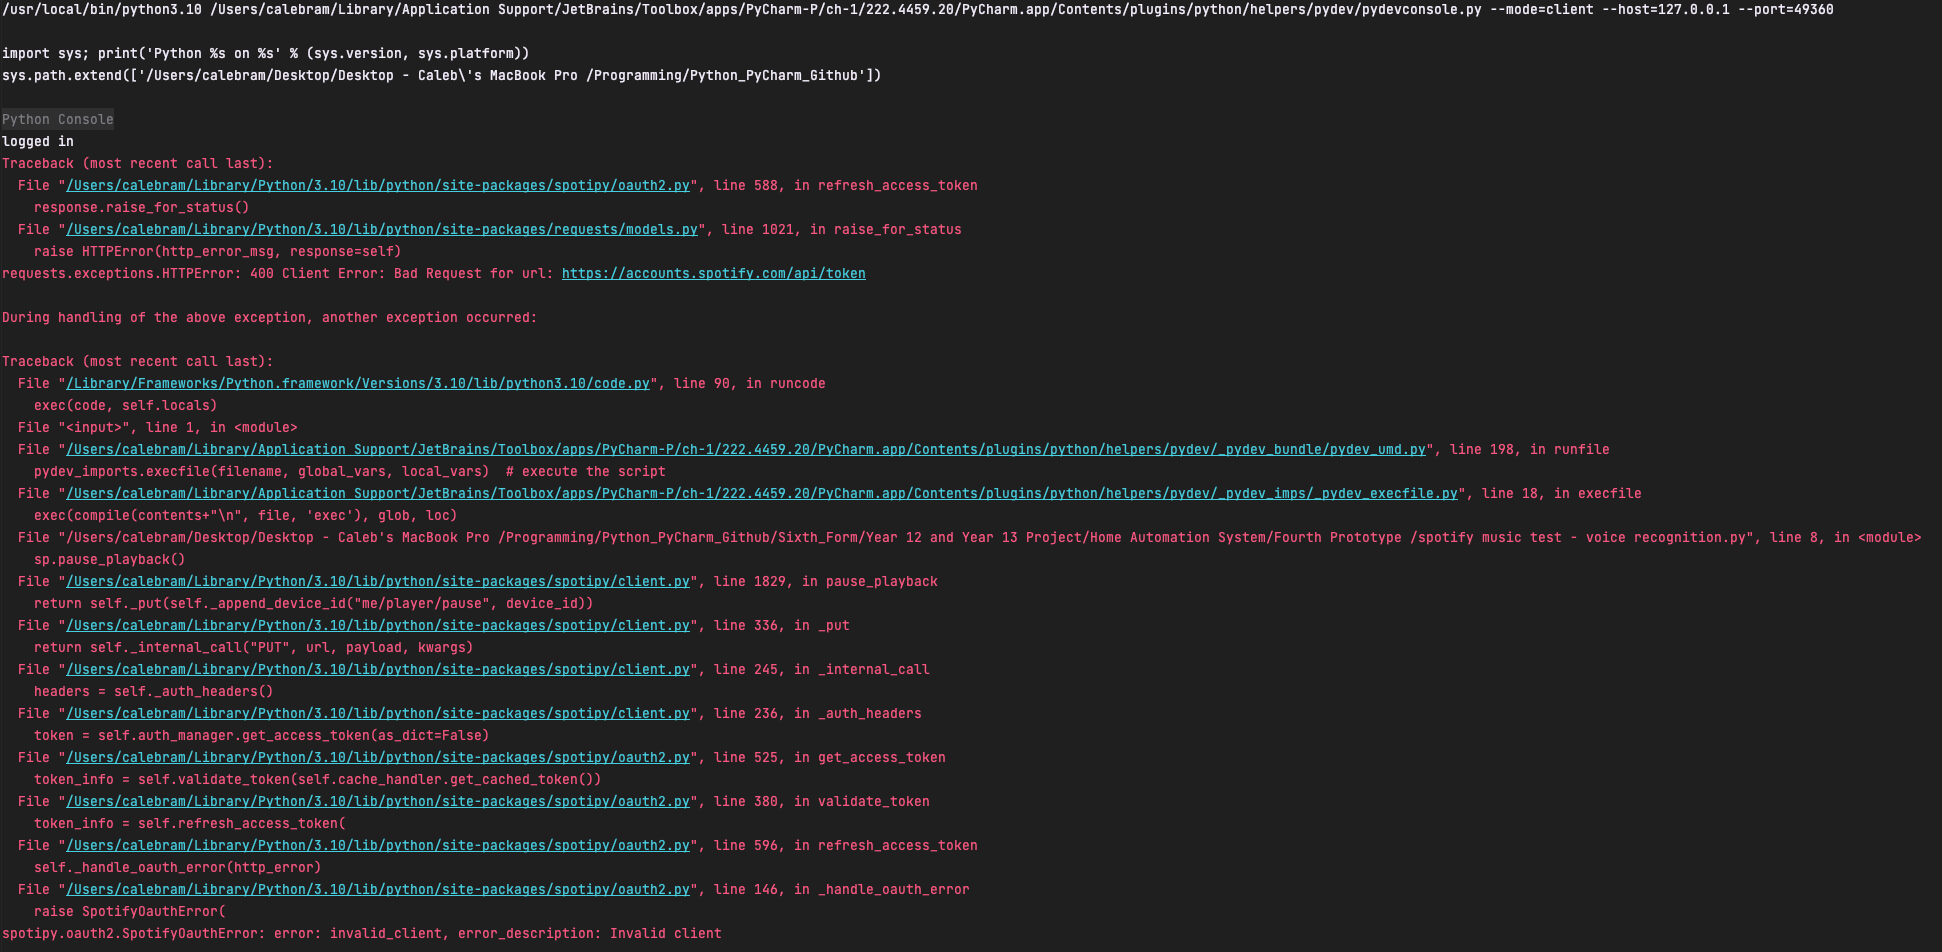 /usr/local/bin/python3.10 /Users/calebram/Library/Application Support/JetBrains/Toolbox/apps/PyCharm-P/ch-1/222.4459.20/PyCharm.app/Contents/plugins/python/helpers/pydev/pydevconsole.py --mode=client --host=127.0.0.1 --port=49360
import sys; print('Python %s on %s' % (sys.version, sys.platform))
sys.path.extend(['/Users/calebram/Desktop/Desktop - Caleb\'s MacBook Pro /Programming/Python_PyCharm_Github'])
Python Console
logged in
Traceback (most recent call last):
  File "/Users/calebram/Library/Python/3.10/lib/python/site-packages/spotipy/oauth2.py", line 588, in refresh_access_token
    response.raise_for_status()
  File "/Users/calebram/Library/Python/3.10/lib/python/site-packages/requests/models.py", line 1021, in raise_for_status
    raise HTTPError(http_error_msg, response=self)
requests.exceptions.HTTPError: 400 Client Error: Bad Request for url: https://accounts.spotify.com/api/token
During handling of the above exception, another exception occurred:
Traceback (most recent call last):
  File "/Library/Frameworks/Python.framework/Versions/3.10/lib/python3.10/code.py", line 90, in runcode
    exec(code, self.locals)
  File "<input>", line 1, in <module>
  File "/Users/calebram/Library/Application Support/JetBrains/Toolbox/apps/PyCharm-P/ch-1/222.4459.20/PyCharm.app/Contents/plugins/python/helpers/pydev/_pydev_bundle/pydev_umd.py", line 198, in runfile
    pydev_imports.execfile(filename, global_vars, local_vars)  # execute the script
  File "/Users/calebram/Library/Application Support/JetBrains/Toolbox/apps/PyCharm-P/ch-1/222.4459.20/PyCharm.app/Contents/plugins/python/helpers/pydev/_pydev_imps/_pydev_execfile.py", line 18, in execfile
    exec(compile(contents+"\n", file, 'exec'), glob, loc)
  File "/Users/calebram/Desktop/Desktop - Caleb's MacBook Pro /Programming/Python_PyCharm_Github/Sixth_Form/Year 12 and Year 13 Project/Home Automation System/Fourth Prototype /spotify music test - voice recognition.py", line 8, in <module>
    sp.pause_playback()
  File "/Users/calebram/Library/Python/3.10/lib/python/site-packages/spotipy/client.py", line 1829, in pause_playback
    return self._put(self._append_device_id("me/player/pause", device_id))
  File "/Users/calebram/Library/Python/3.10/lib/python/site-packages/spotipy/client.py", line 336, in _put
    return self._internal_call("PUT", url, payload, kwargs)
  File "/Users/calebram/Library/Python/3.10/lib/python/site-packages/spotipy/client.py", line 245, in _internal_call
    headers = self._auth_headers()
  File "/Users/calebram/Library/Python/3.10/lib/python/site-packages/spotipy/client.py", line 236, in _auth_headers
    token = self.auth_manager.get_access_token(as_dict=False)
  File "/Users/calebram/Library/Python/3.10/lib/python/site-packages/spotipy/oauth2.py", line 525, in get_access_token
    token_info = self.validate_token(self.cache_handler.get_cached_token())
  File "/Users/calebram/Library/Python/3.10/lib/python/site-packages/spotipy/oauth2.py", line 380, in validate_token
    token_info = self.refresh_access_token(
  File "/Users/calebram/Library/Python/3.10/lib/python/site-packages/spotipy/oauth2.py", line 596, in refresh_access_token
    self._handle_oauth_error(http_error)
  File "/Users/calebram/Library/Python/3.10/lib/python/site-packages/spotipy/oauth2.py", line 146, in _handle_oauth_error
    raise SpotifyOauthError(
spotipy.oauth2.SpotifyOauthError: error: invalid_client, error_description: Invalid client